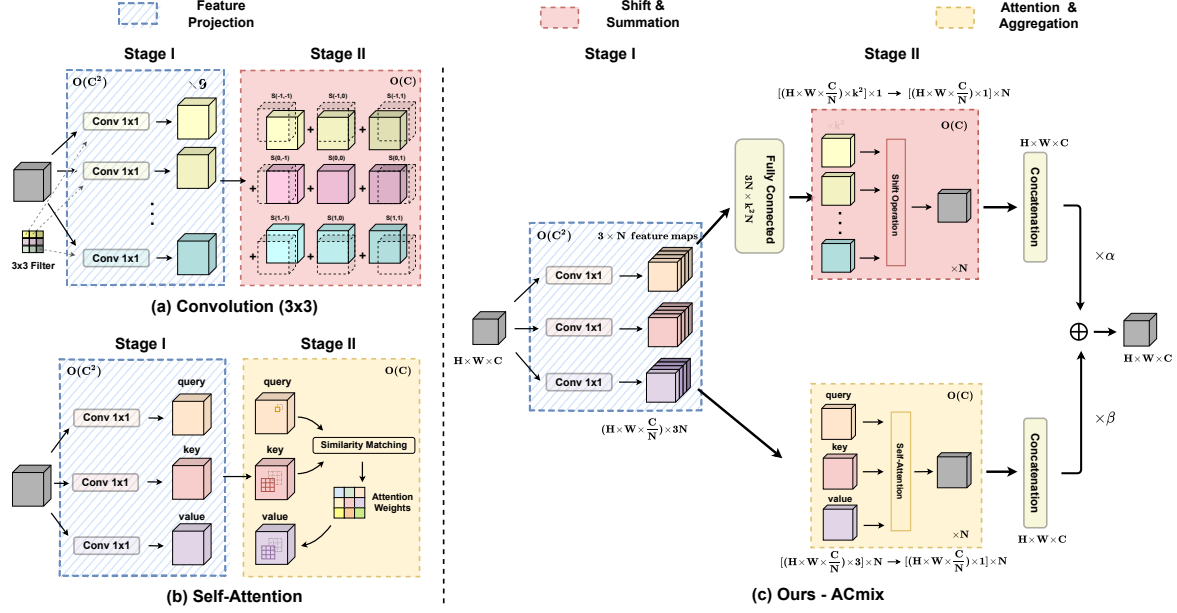 Feature
Projection
Shift &
Summation
Attention &
Aggregation
Stage I
Stage II
O(C²)
×9
Conv 1x1
Conv 1x1
Conv 1x1
3x3 Filter
O(C)
S(-1,-1)
S(-1,0)
S(-1,1)
+
+
S(0,-1)
S(0,0)
S(0,1)
+
+
+
S(1,-1)
S(1,0)
S(1,1)
+
+
+
(a) Convolution (3x3)
Stage I
Stage II
O(C²)
query
Conv 1x1
key
Conv 1x1
value
Conv 1x1
O(C)
query
Similarity Matching
key
Attention
Weights
value
(b) Self-Attention
Stage I
Stage II
H×W×C
O(C²)
3 × N feature maps
Conv 1x1
Conv 1x1
Conv 1x1
(H×W×C/N)×3N
Fully Connected
3N × k²N
[(H×W×C/N)×k²]×1 → [(H×W×C/N)×1]×N
O(C)
×k²
Shift Operation
×N
H×W×C
Concatenation
×α
O(C)
query
key
value
Self-Attention
×N
[(H×W×C/N)×3]×N → [(H×W×C/N)×1]×N
Concatenation
H×W×C
×β
H×W×C
(c) Ours - ACmix